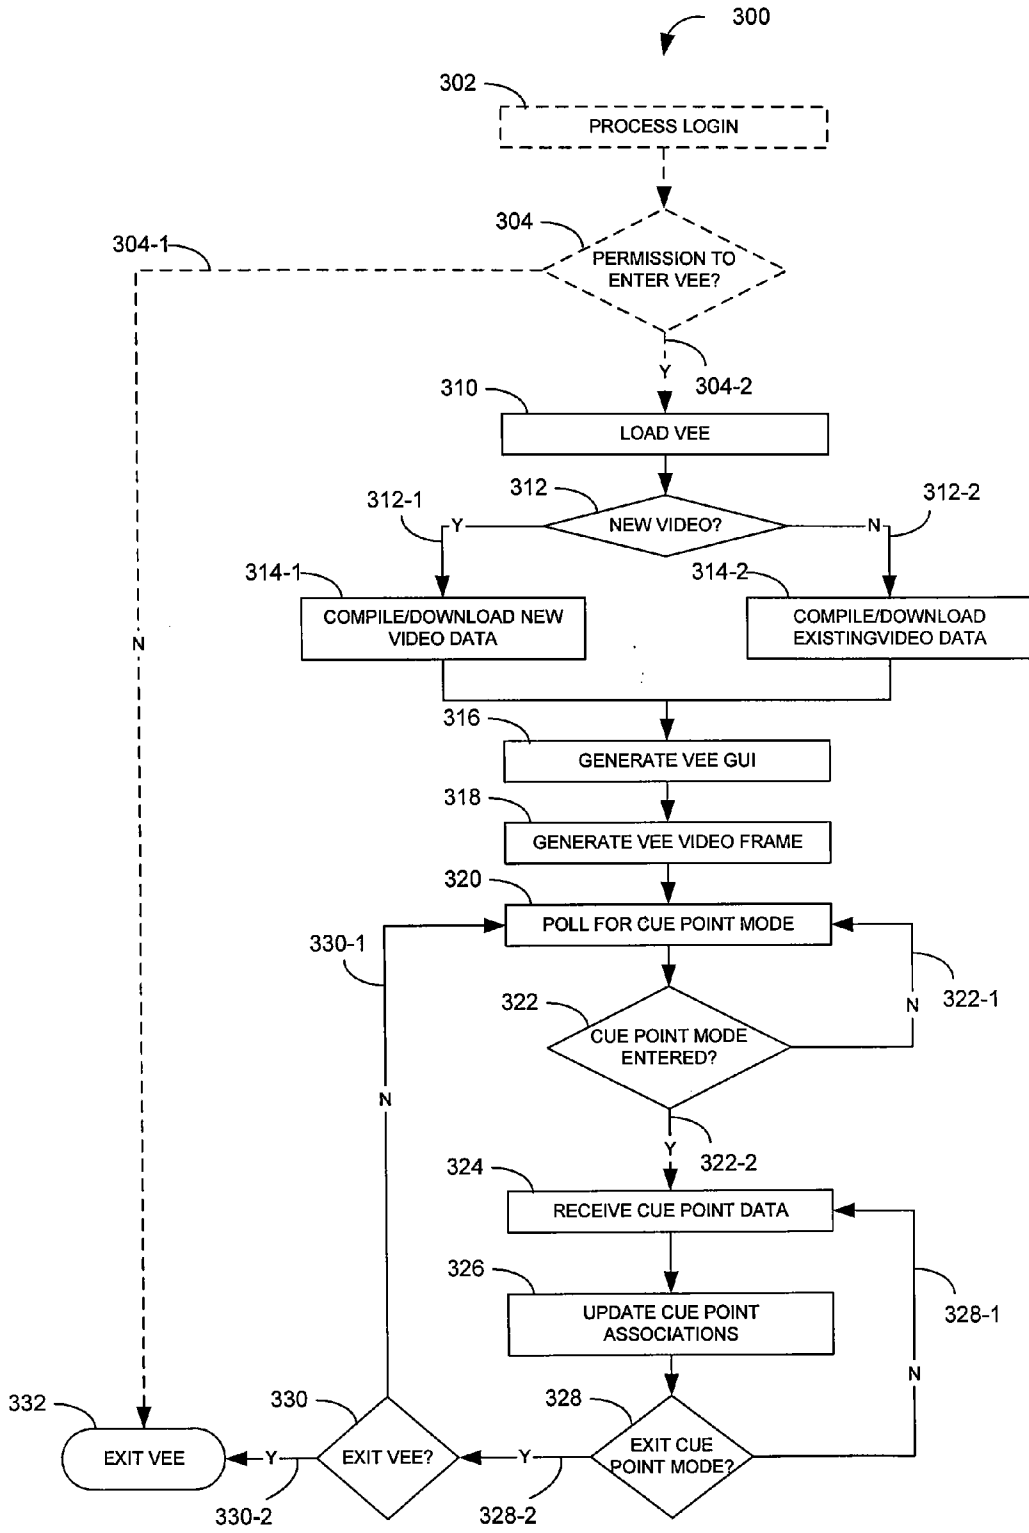 300
302
PROCESS LOGIN
304
304-1
PERMISSION TO
ENTER VEE?
304-2
Y
310
LOAD VEE
312
312-1
312-2
Y
NEW VIDEO?
N
314-1
314-2
COMPILE/DOWNLOAD NEW
VIDEO DATA
COMPILE/DOWNLOAD
EXISTINGVIDEO DATA
N
316
GENERATE VEE GUI
318
GENERATE VEE VIDEO FRAME
320
POLL FOR CUE POINT MODE
330-1
322
322-1
N
CUE POINT MODE
ENTERED?
N
Y
322-2
324
RECEIVE CUE POINT DATA
326
UPDATE CUE POINT
ASSOCIATIONS
328-1
N
332
330
328
EXIT VEE
Y
EXIT VEE?
Y
EXIT CUE
POINT MODE?
330-2
328-2